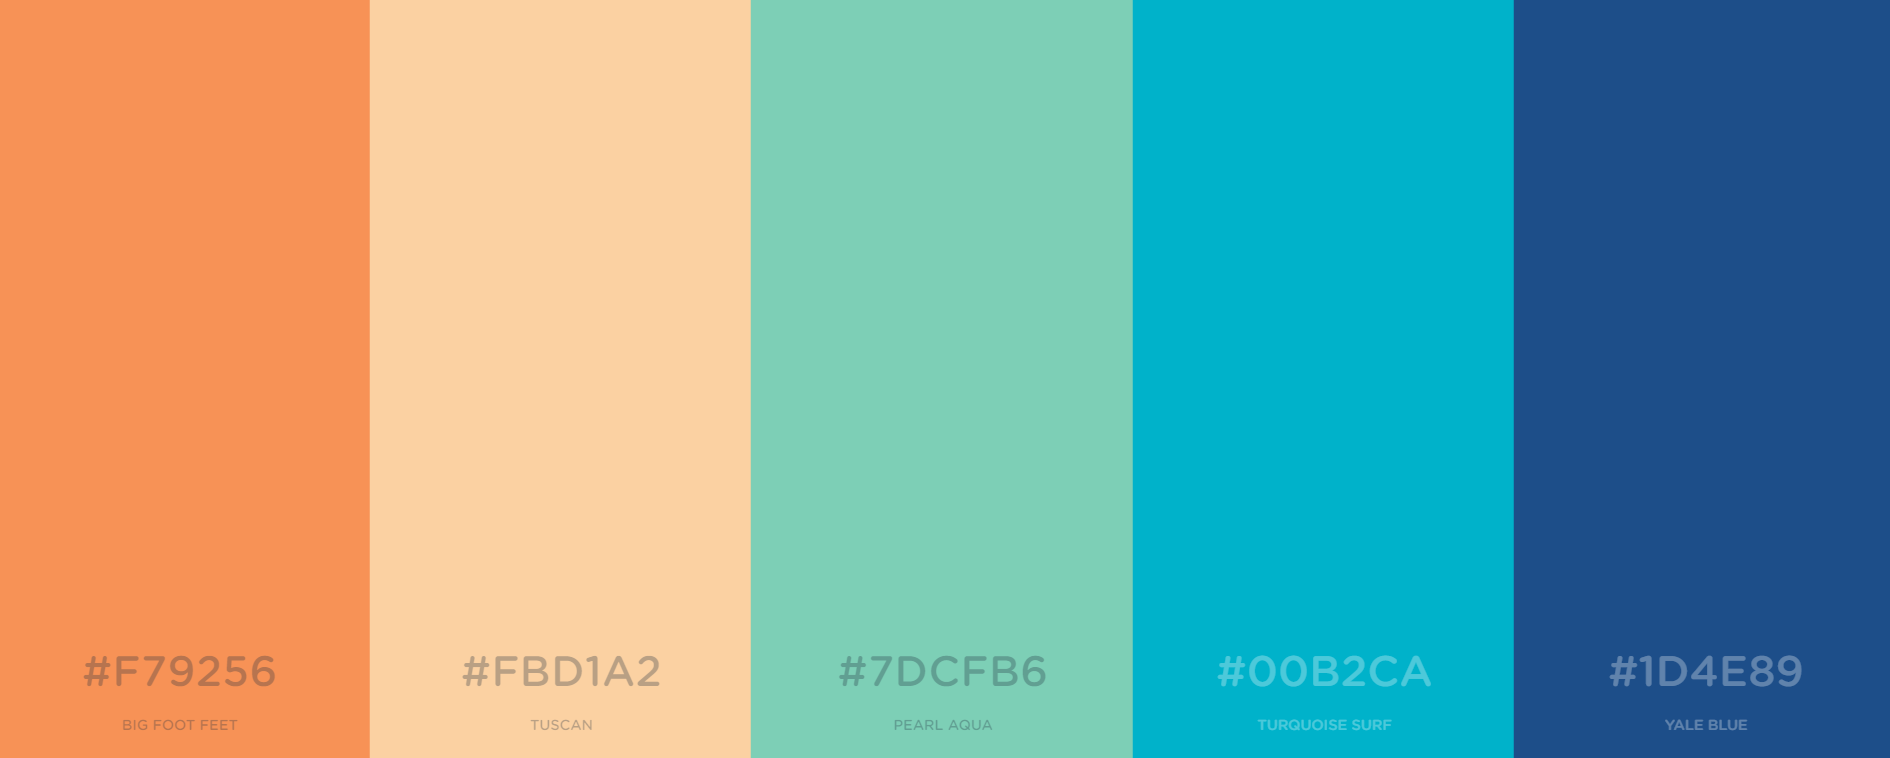 #F79256
BIG FOOT FEET
#FBD1A2
TUSCAN
#7DCFB6
PEARL AQUA
#00B2CA
TURQUOISE SURF
#1D4E89
YALE BLUE